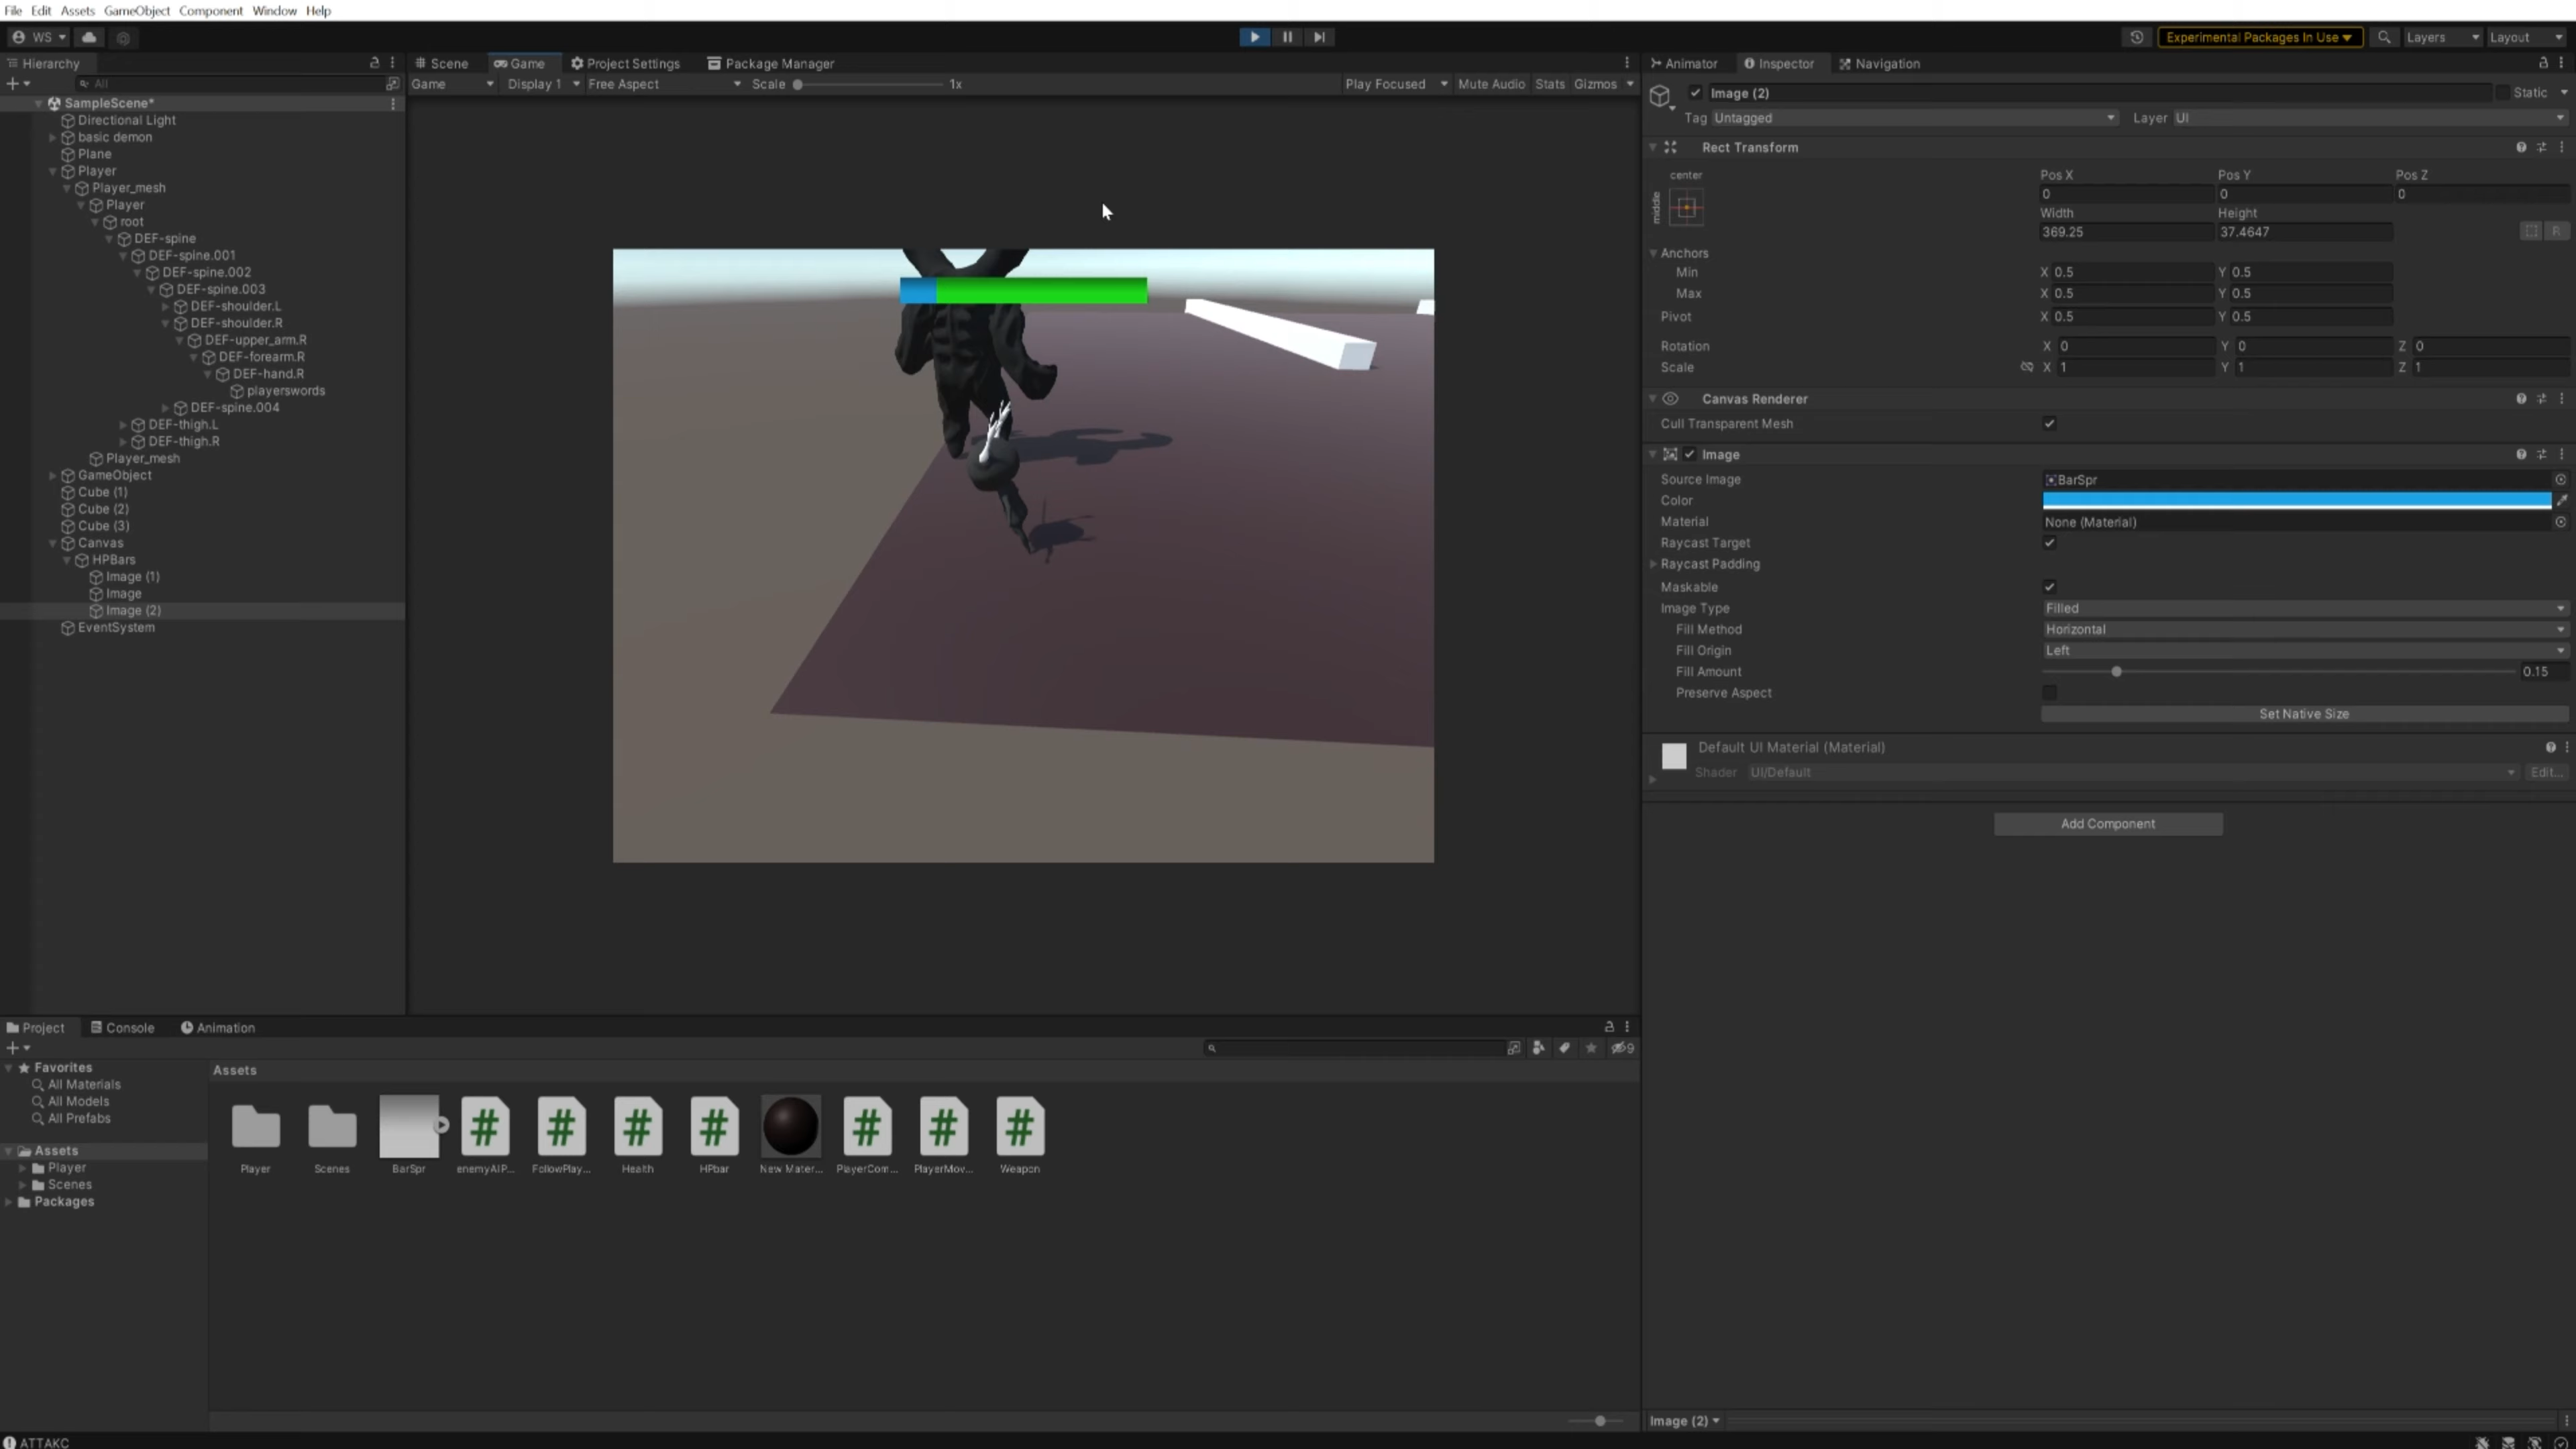 File Edit Assets GameObject Component Window Help
WS
Experimental Packages In Use
Layers
Layout
Hierarchy
All
SampleScene*
Directional Light
basic demon
Plane
Player
Player_mesh
Player
root
DEF-spine
DEF-spine.001
DEF-spine.002
DEF-spine.003
DEF-shoulder.L
DEF-shoulder.R
DEF-upper_arm.R
DEF-forearm.R
DEF-hand.R
playerswords
DEF-spine.004
DEF-thigh.L
DEF-thigh.R
Player_mesh
GameObject
Cube (1)
Cube (2)
Cube (3)
Canvas
HPBars
Image (1)
Image
Image (2)
EventSystem
Scene Game Project Settings Package Manager
Game Display 1 Free Aspect Scale 1x Play Focused Mute Audio Stats Gizmos
Animator Inspector Navigation
Image (2) Static
Tag Untagged Layer UI
Rect Transform
center Pos X Pos Y Pos Z
middle 0 0 0
Width Height
369.25 37.4647
R
Anchors
Min X 0.5 Y 0.5
Max X 0.5 Y 0.5
Pivot X 0.5 Y 0.5
Rotation X 0 Y 0 Z 0
Scale X 1 Y 1 Z 1
Canvas Renderer
Cull Transparent Mesh
Image
Source Image BarSpr
Color
Material None (Material)
Raycast Target
Raycast Padding
Maskable
Image Type Filled
Fill Method Horizontal
Fill Origin Left
Fill Amount 0.15
Preserve Aspect
Set Native Size
Default UI Material (Material)
Shader UI/Default Edit...
Add Component
Project Console Animation
9
Favorites
All Materials
All Models
All Prefabs
Assets
Player
Scenes
Packages
Assets
Player Scenes BarSpr enemyAIP... FollowPlay... Health HPbar New Mater... PlayerCom... PlayerMov... Weapon
Image (2)
ATTAKC